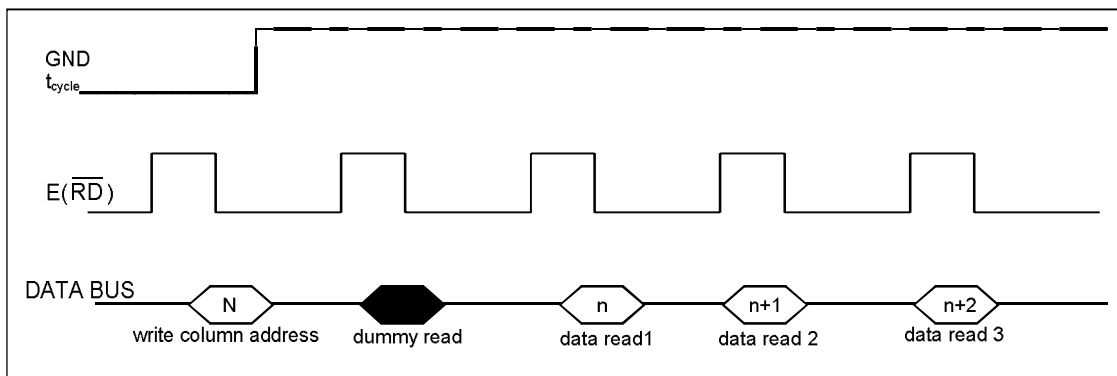 GND
tcycle
E(RD)
DATA BUS
N
n
n+1
n+2
write column address
dummy read
data read1
data read 2
data read 3